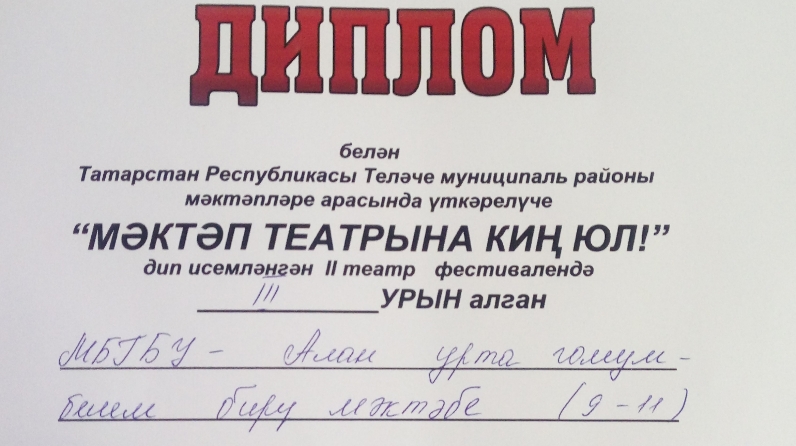 ДИПЛОМ
белән
Татарстан Республикасы Теләче муниципаль районы
мәктәпләре арасында үткәрелүче
“МӘКТӘП ТЕАТРЫНА КИҢ ЮЛ!”
дип исемләнгән II театр фестивалендә
III УРЫН алган
МБГБУ - Алан урта гомум-
белем бирү мәктәбе (9-11)